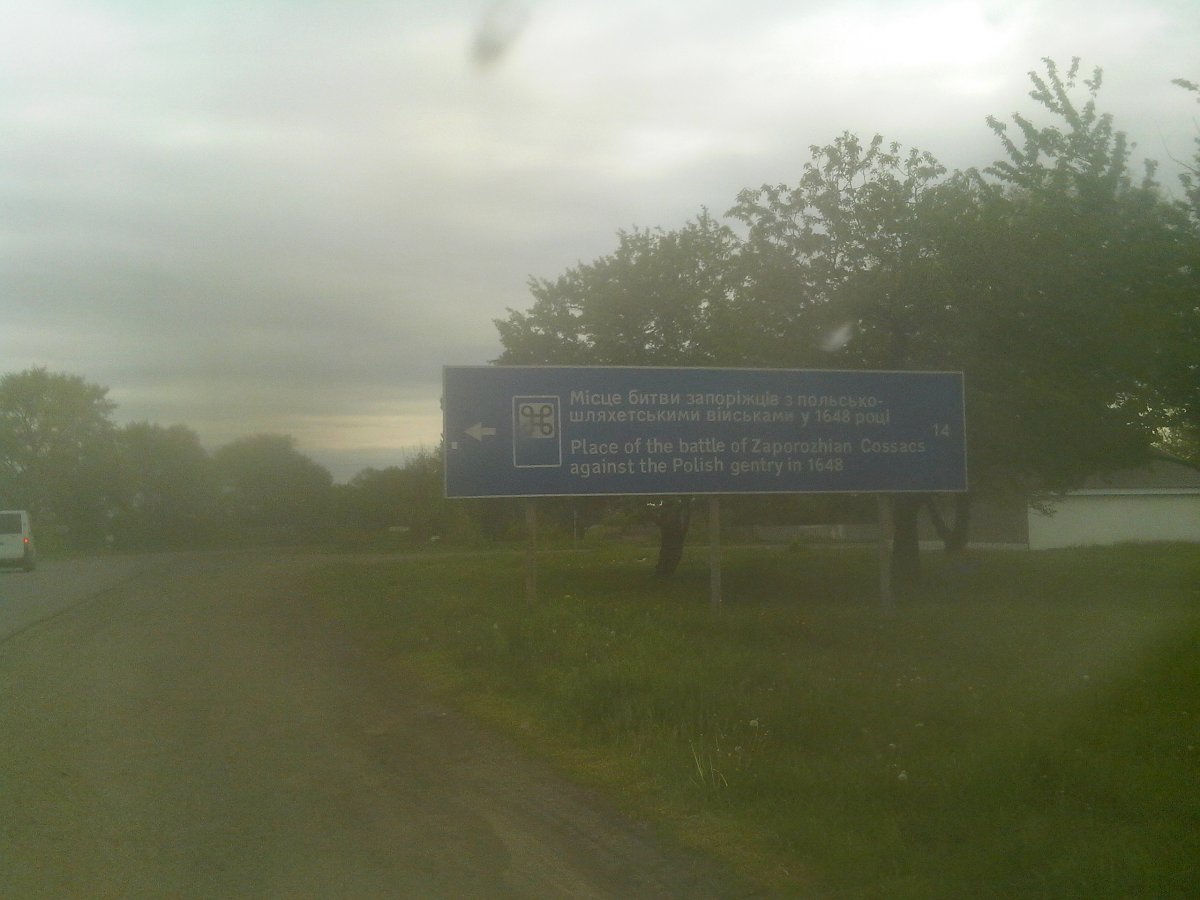 Місце битви запоріжців з польсько-
шляхетськими військами у 1648 році
14
Place of the battle of Zaporozhian Cossacs
against the Polish gentry in 1648